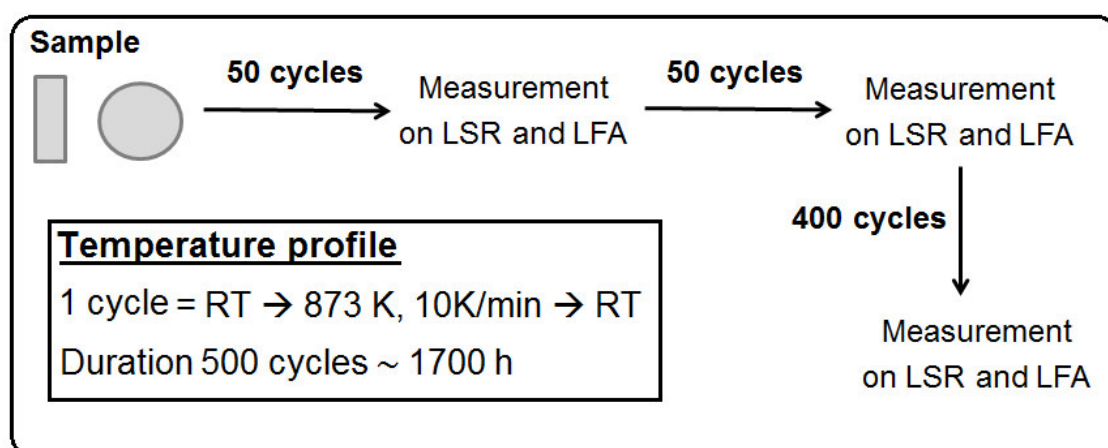 Sample
50 cycles
Measurement
on LSR and LFA
50 cycles
Measurement
on LSR and LFA
400 cycles
Measurement
on LSR and LFA
Temperature profile
1 cycle = RT → 873 K, 10K/min → RT
Duration 500 cycles ~ 1700 h